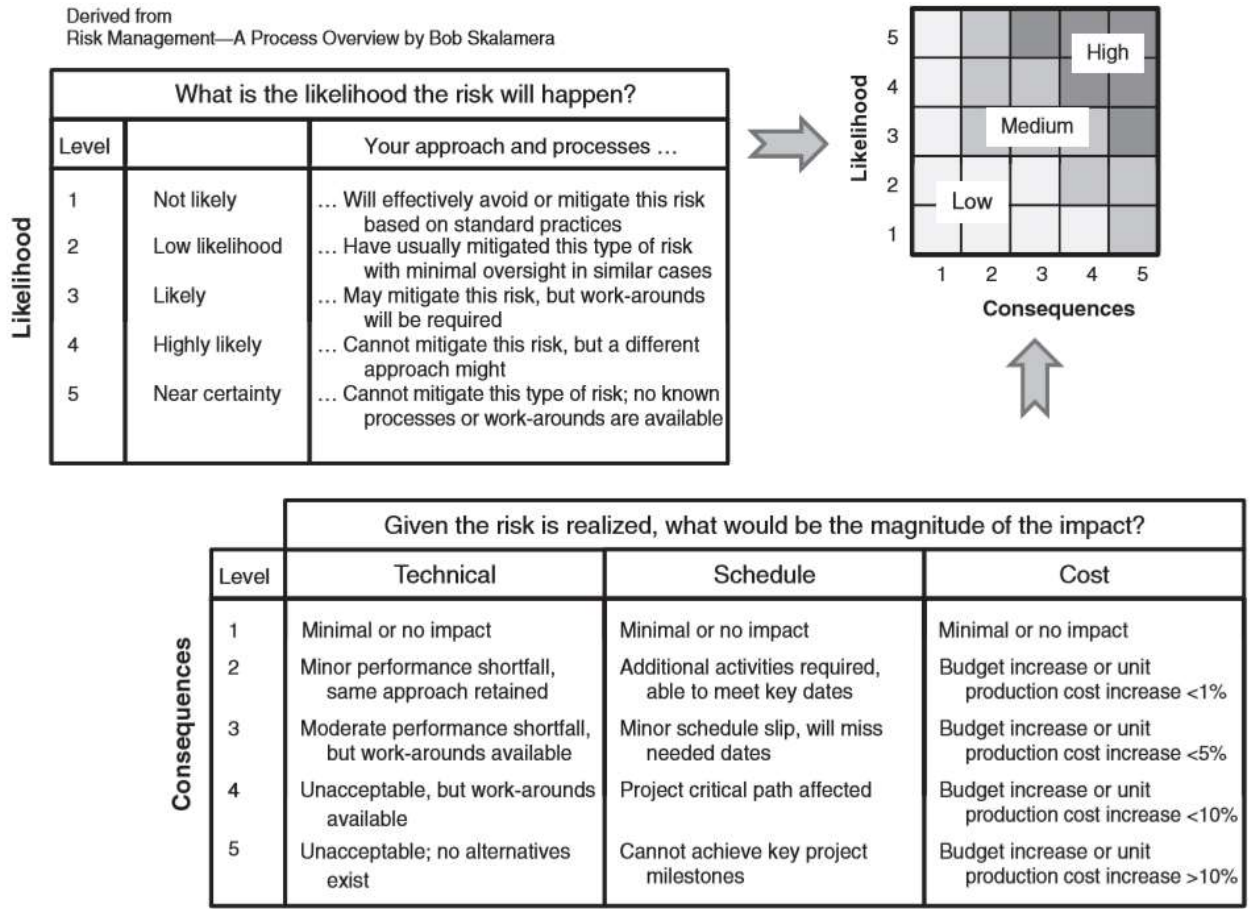 Derived from
Risk Management—A Process Overview by Bob Skalamera
What is the likelihood the risk will happen?
Level
Your approach and processes …
Likelihood
1 Not likely … Will effectively avoid or mitigate this risk
based on standard practices
2 Low likelihood … Have usually mitigated this type of risk
with minimal oversight in similar cases
3 Likely … May mitigate this risk, but work-arounds
will be required
4 Highly likely … Cannot mitigate this risk, but a different
approach might
5 Near certainty … Cannot mitigate this type of risk; no known
processes or work-arounds are available
Likelihood
5
4
3
2
1
High
Medium
Low
1 2 3 4 5
Consequences
Given the risk is realized, what would be the magnitude of the impact?
Level Technical Schedule Cost
Consequences
1 Minimal or no impact Minimal or no impact Minimal or no impact
2 Minor performance shortfall, Additional activities required, Budget increase or unit
same approach retained able to meet key dates production cost increase <1%
3 Moderate performance shortfall, Minor schedule slip, will miss Budget increase or unit
but work-arounds available needed dates production cost increase <5%
4 Unacceptable, but work-arounds Project critical path affected Budget increase or unit
available production cost increase <10%
5 Unacceptable; no alternatives Cannot achieve key project Budget increase or unit
exist milestones production cost increase >10%